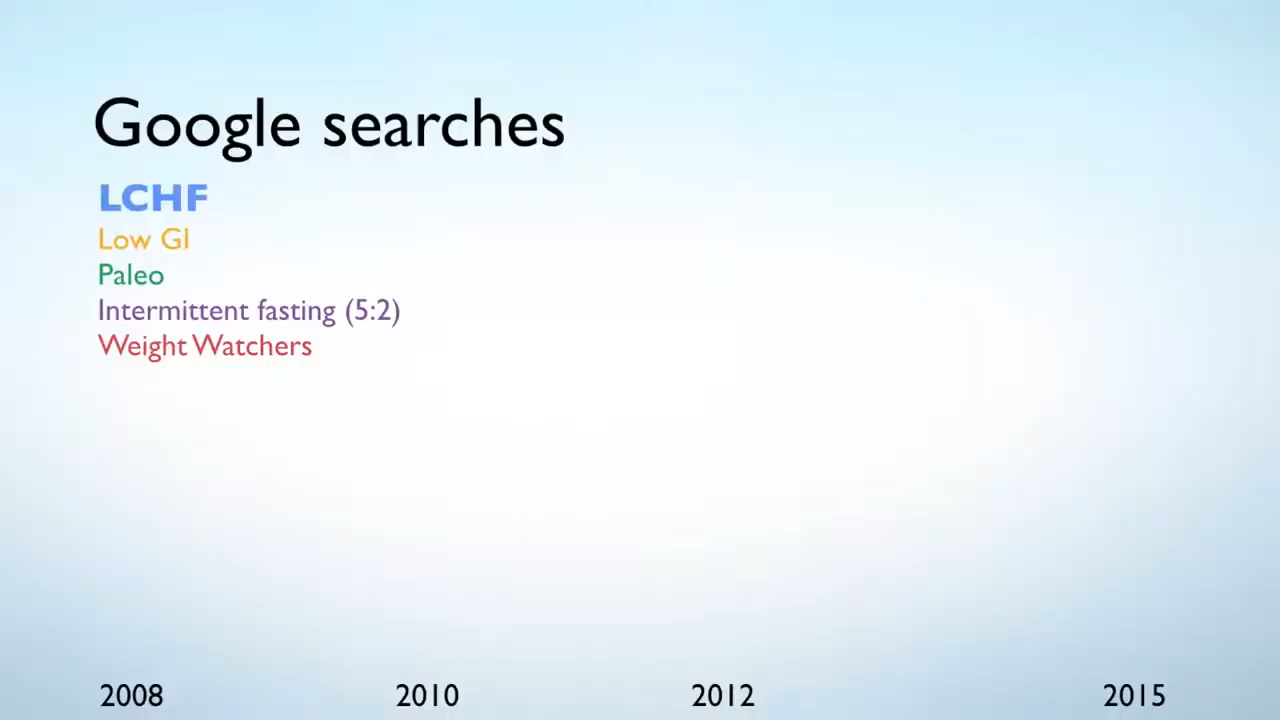 Google searches
LCHF
Low GI
Paleo
Intermittent fasting (5:2)
Weight Watchers
2008 2010 2012 2015